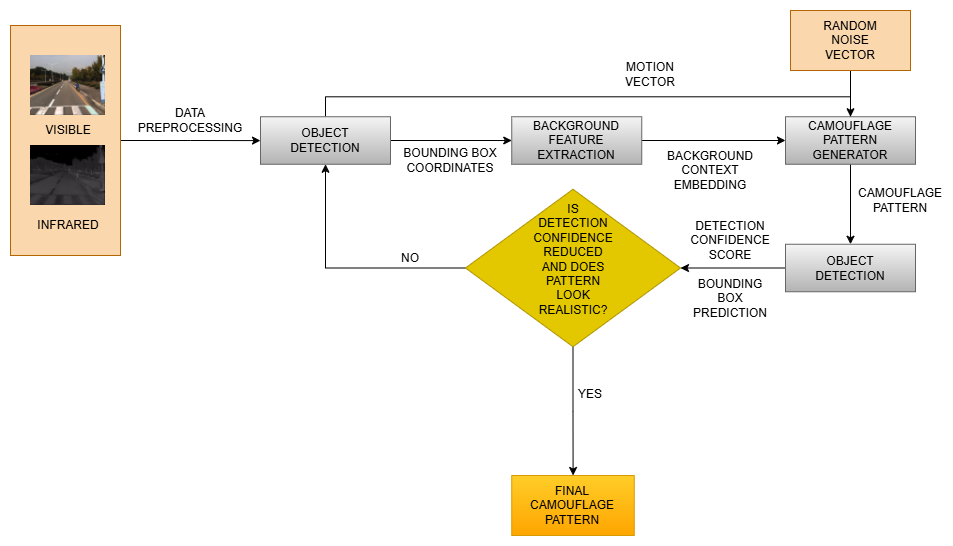 RANDOM
NOISE
VECTOR
MOTION
VECTOR
VISIBLE
INFRARED
DATA
PREPROCESSING
OBJECT
DETECTION
BOUNDING BOX
COORDINATES
BACKGROUND
FEATURE
EXTRACTION
BACKGROUND
CONTEXT
EMBEDDING
CAMOUFLAGE
PATTERN
GENERATOR
CAMOUFLAGE
PATTERN
OBJECT
DETECTION
DETECTION
CONFIDENCE
SCORE
BOUNDING
BOX
PREDICTION
IS
DETECTION
CONFIDENCE
REDUCED
AND DOES
PATTERN
LOOK
REALISTIC?
NO
YES
FINAL
CAMOUFLAGE
PATTERN